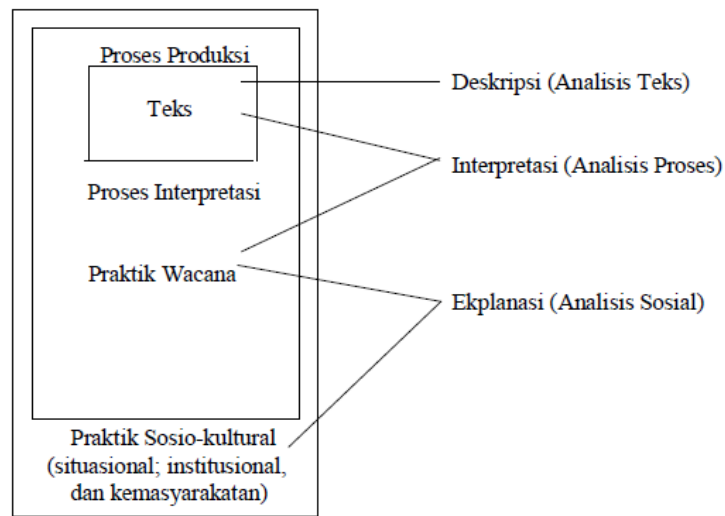 Proses Produksi
Teks
Proses Interpretasi
Praktik Wacana
Praktik Sosio-kultural
(situasional; institusional,
dan kemasyarakatan)
Deskripsi (Analisis Teks)
Interpretasi (Analisis Proses)
Ekplanasi (Analisis Sosial)